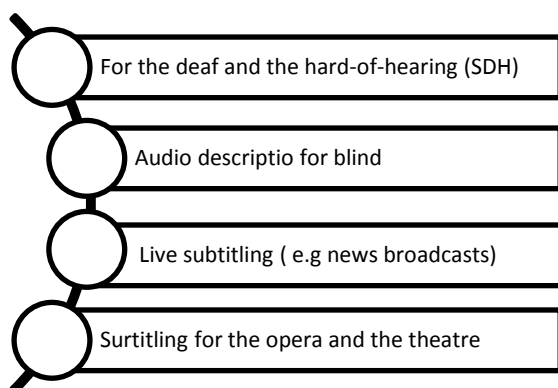 For the deaf and the hard-of-hearing (SDH)
Audio descriptio for blind
Live subtitling ( e.g news broadcasts)
Surtitling for the opera and the theatre